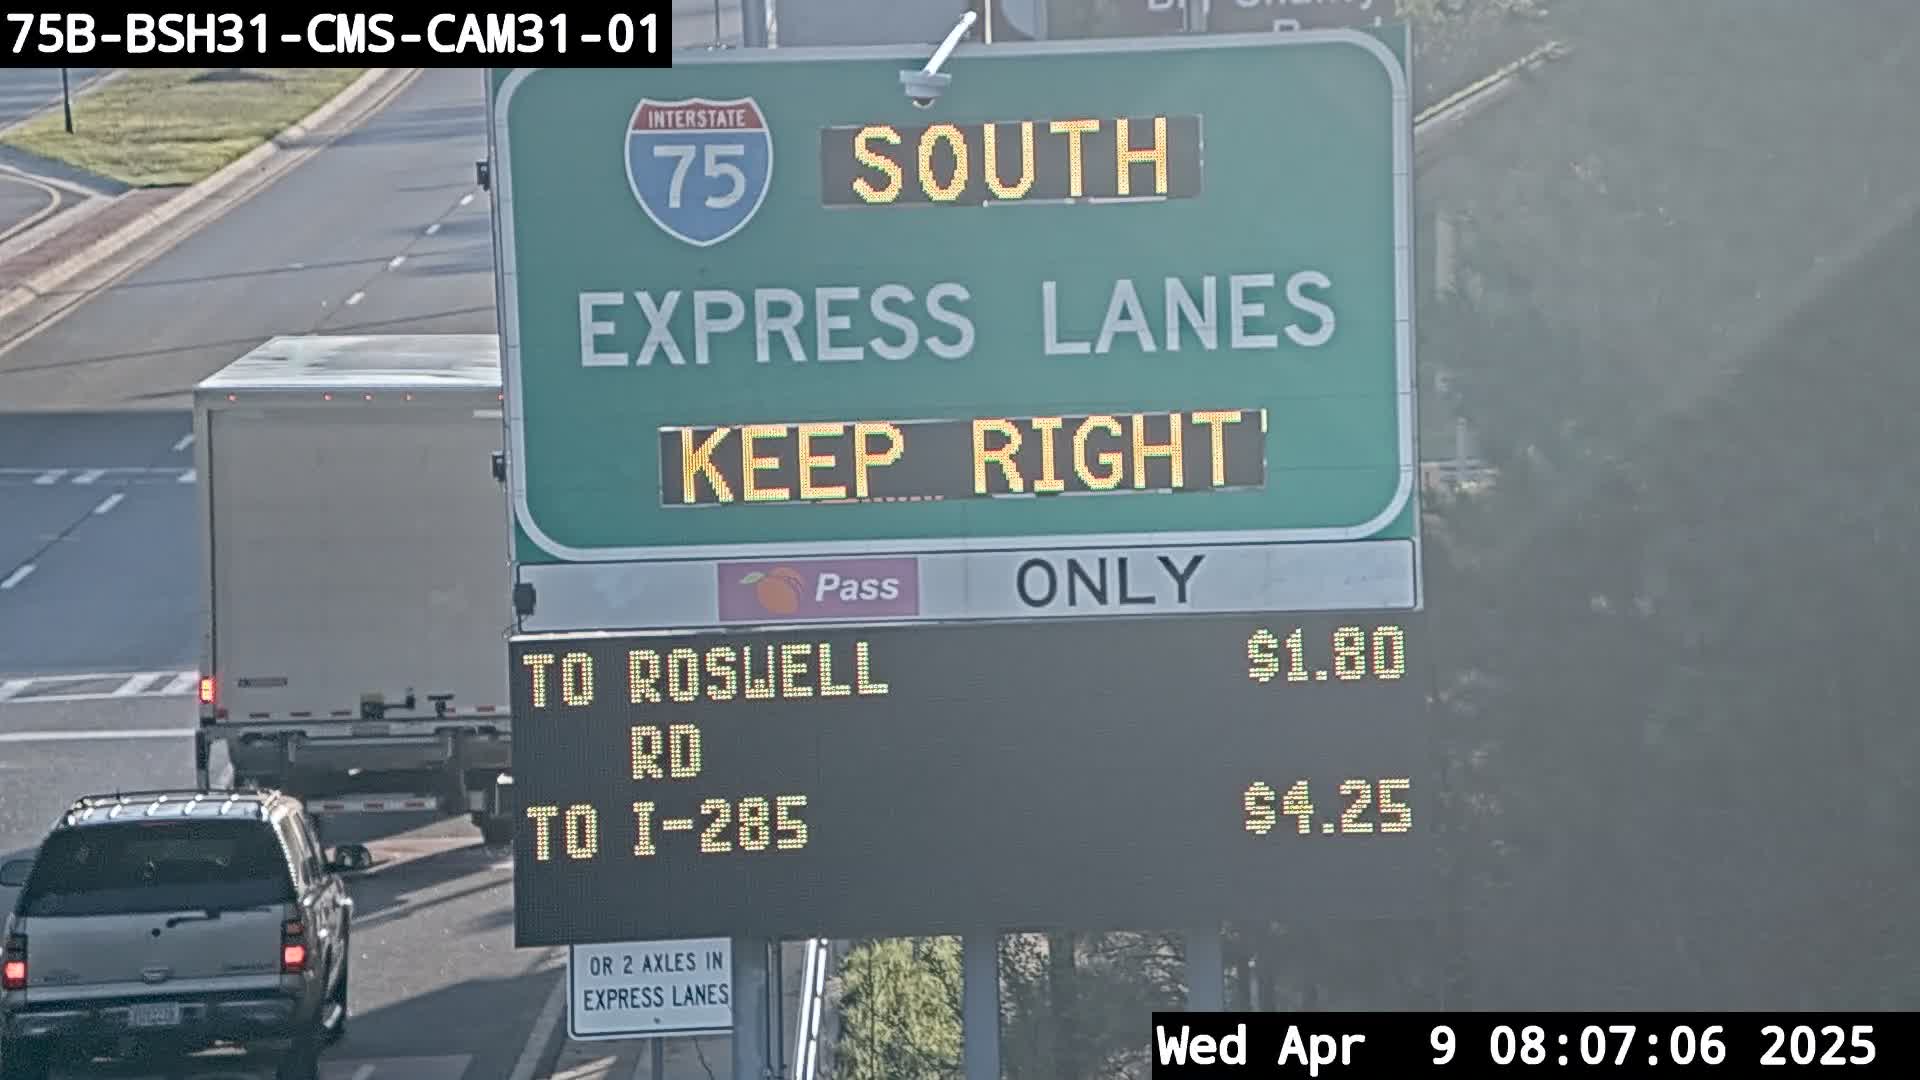 75B-BSH31-CMS-CAM31-01
INTERSTATE
75
SOUTH
EXPRESS LANES
KEEP RIGHT
Pass ONLY
TO ROSWELL $1.80
RD
TO I-285 $4.25
OR 2 AXLES IN
EXPRESS LANES
Wed Apr 9 08:07:06 2025